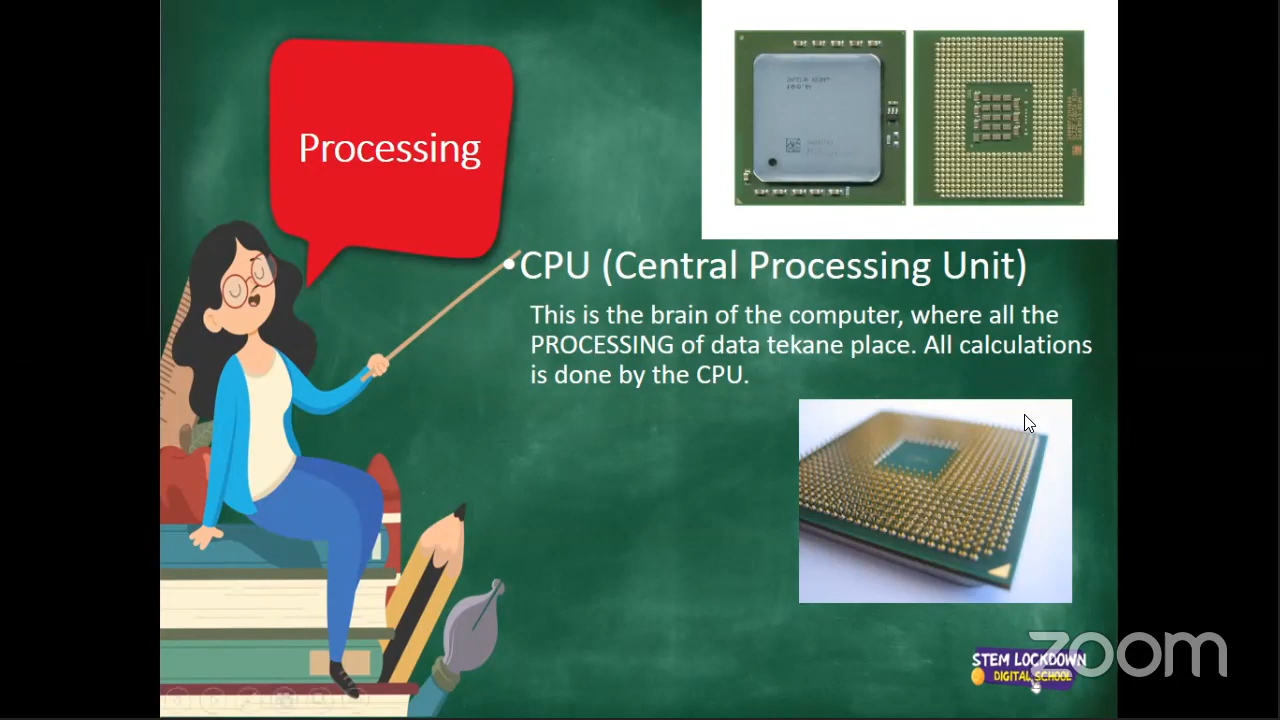 Processing
•CPU (Central Processing Unit)
This is the brain of the computer, where all the
PROCESSING of data tekane place. All calculations
is done by the CPU.
STEM LOCKDOWN
DIGITAL SCHOOL
zoom